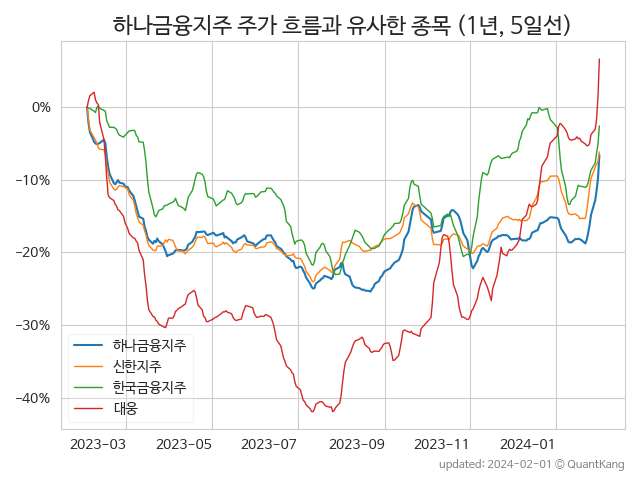 하나금융지주 주가 흐름과 유사한 종목 (1년, 5일선)
0%
−10%
−20%
−30%
−40%
하나금융지주
신한지주
한국금융지주
대웅
2023-03 2023-05 2023-07 2023-09 2023-11 2024-01
updated: 2024-02-01 © QuantKang